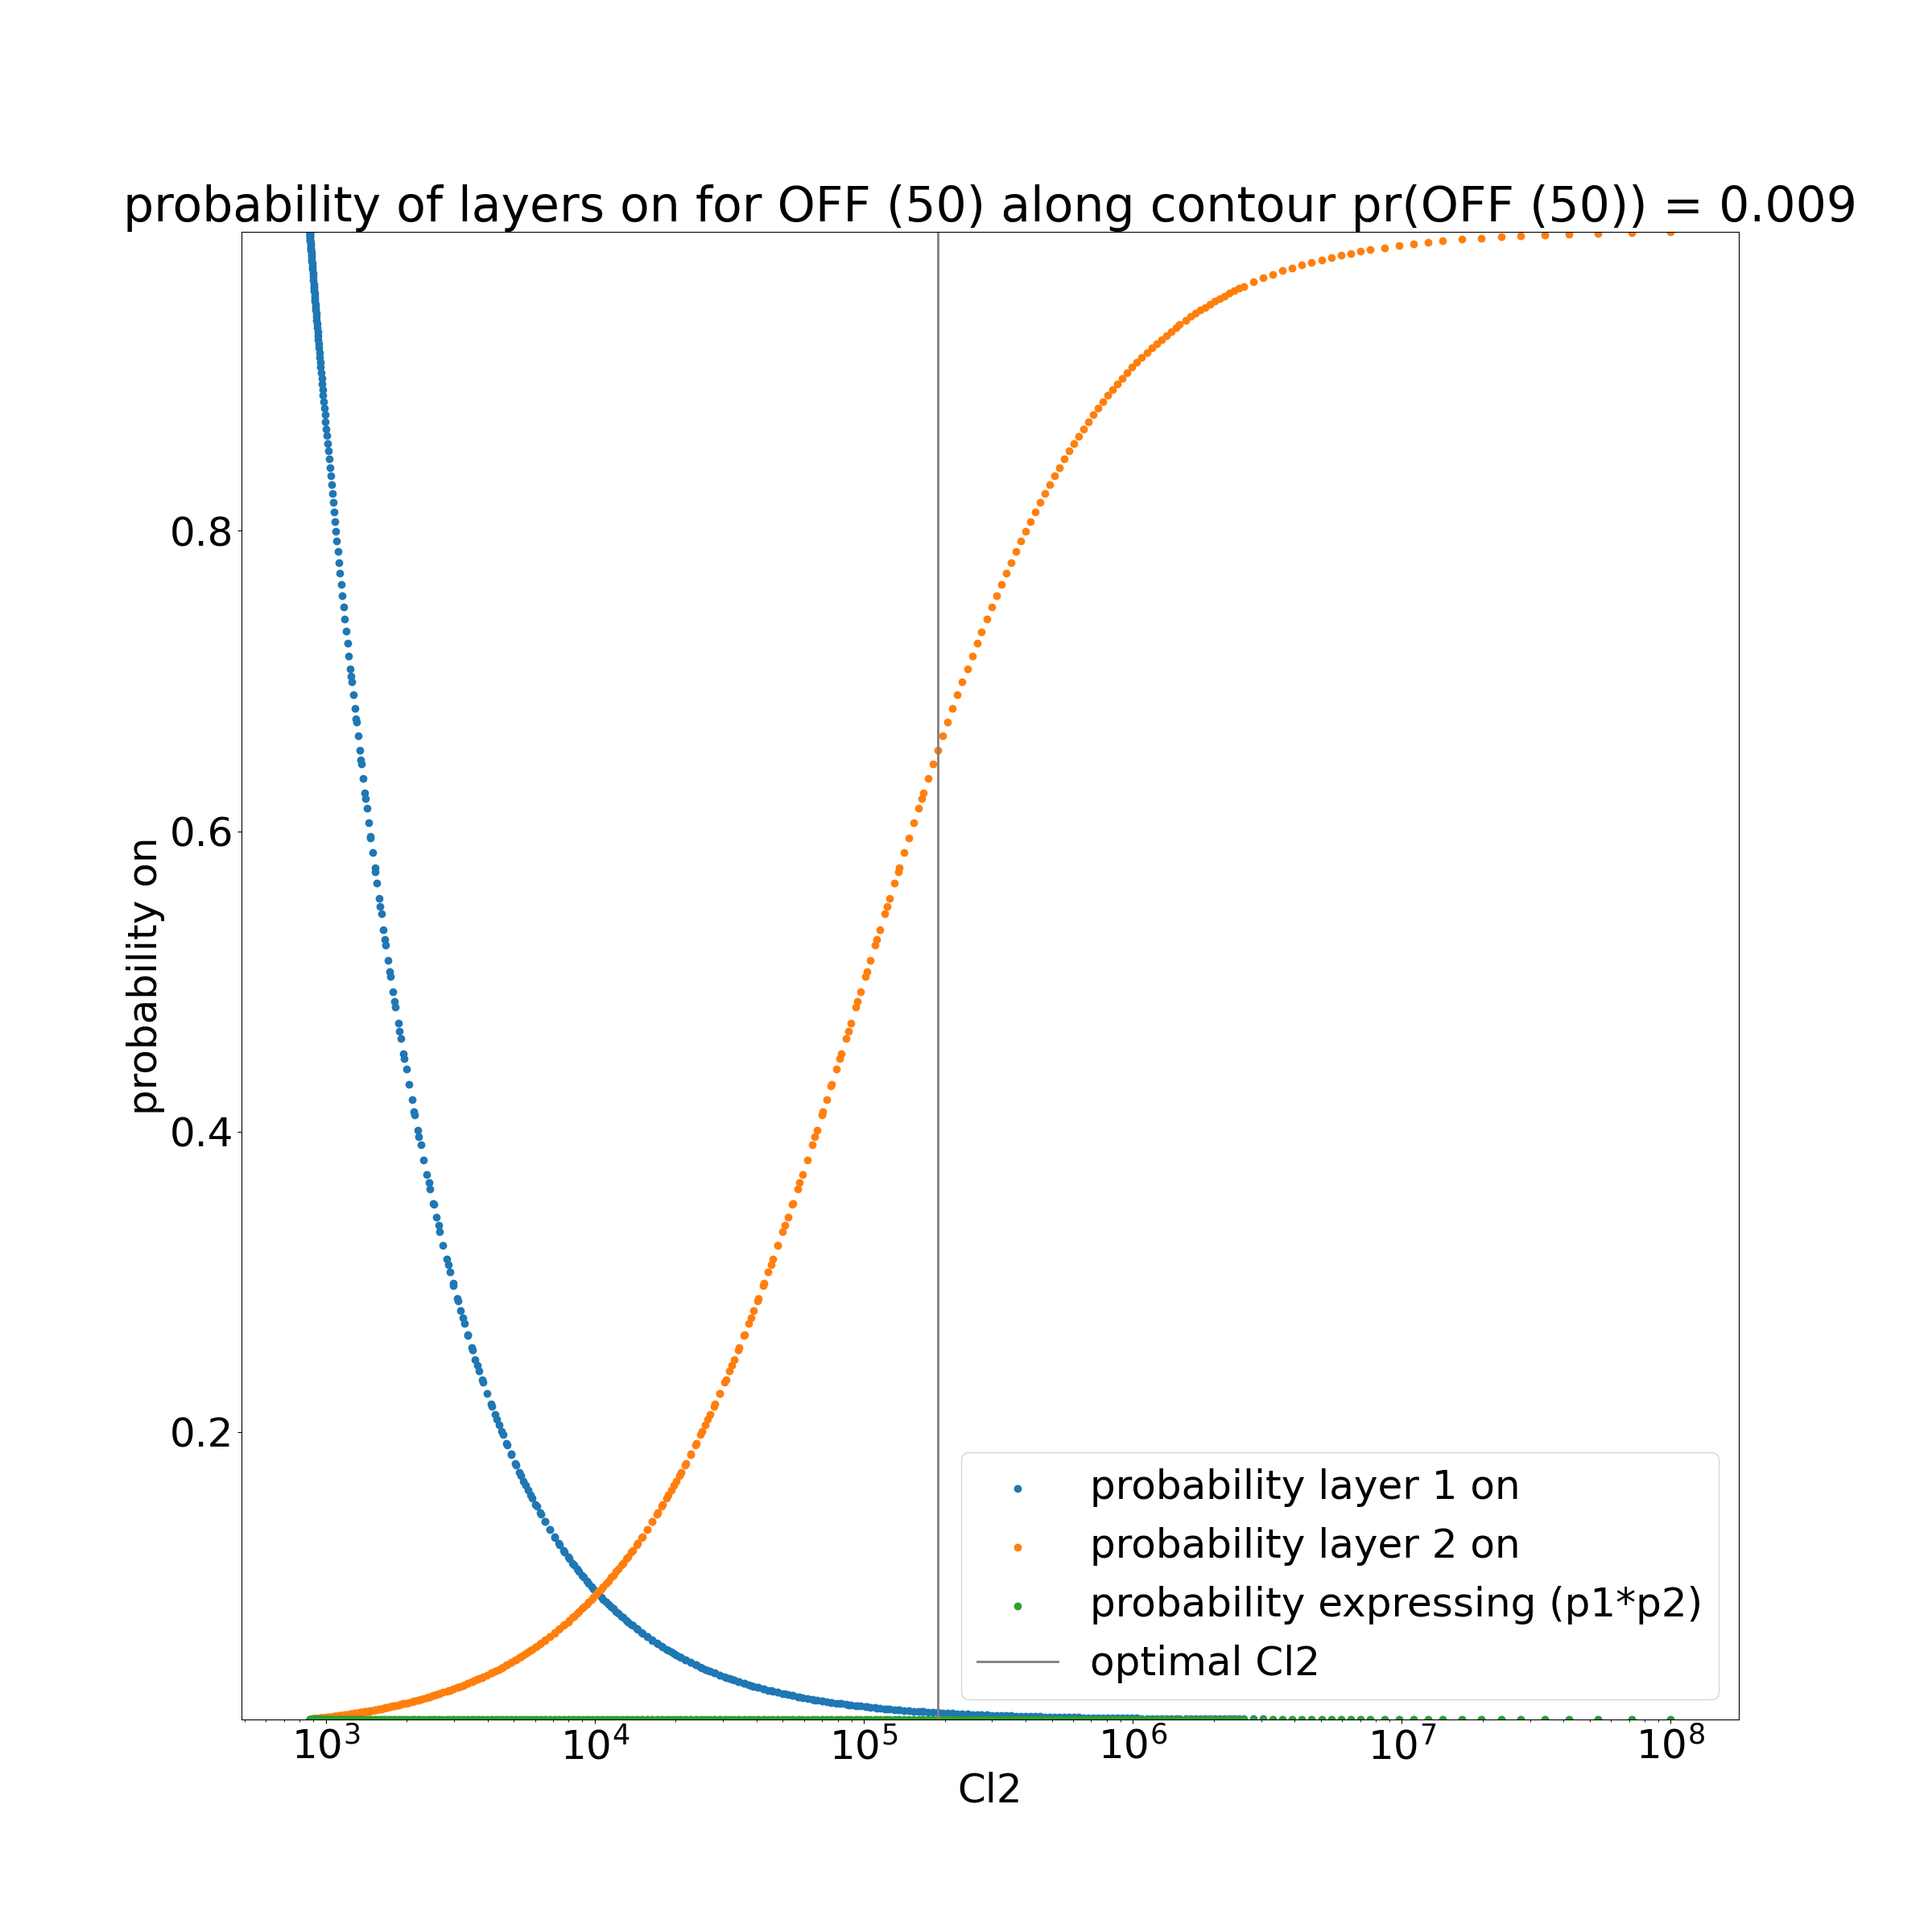 probability of layers on for OFF (50) along contour pr(OFF (50)) = 0.009
probability on
0.8
0.6
0.4
0.2
probability layer 1 on
probability layer 2 on
probability expressing (p1*p2)
optimal Cl2
10³ 10⁴ 10⁵ 10⁶ 10⁷ 10⁸
Cl2